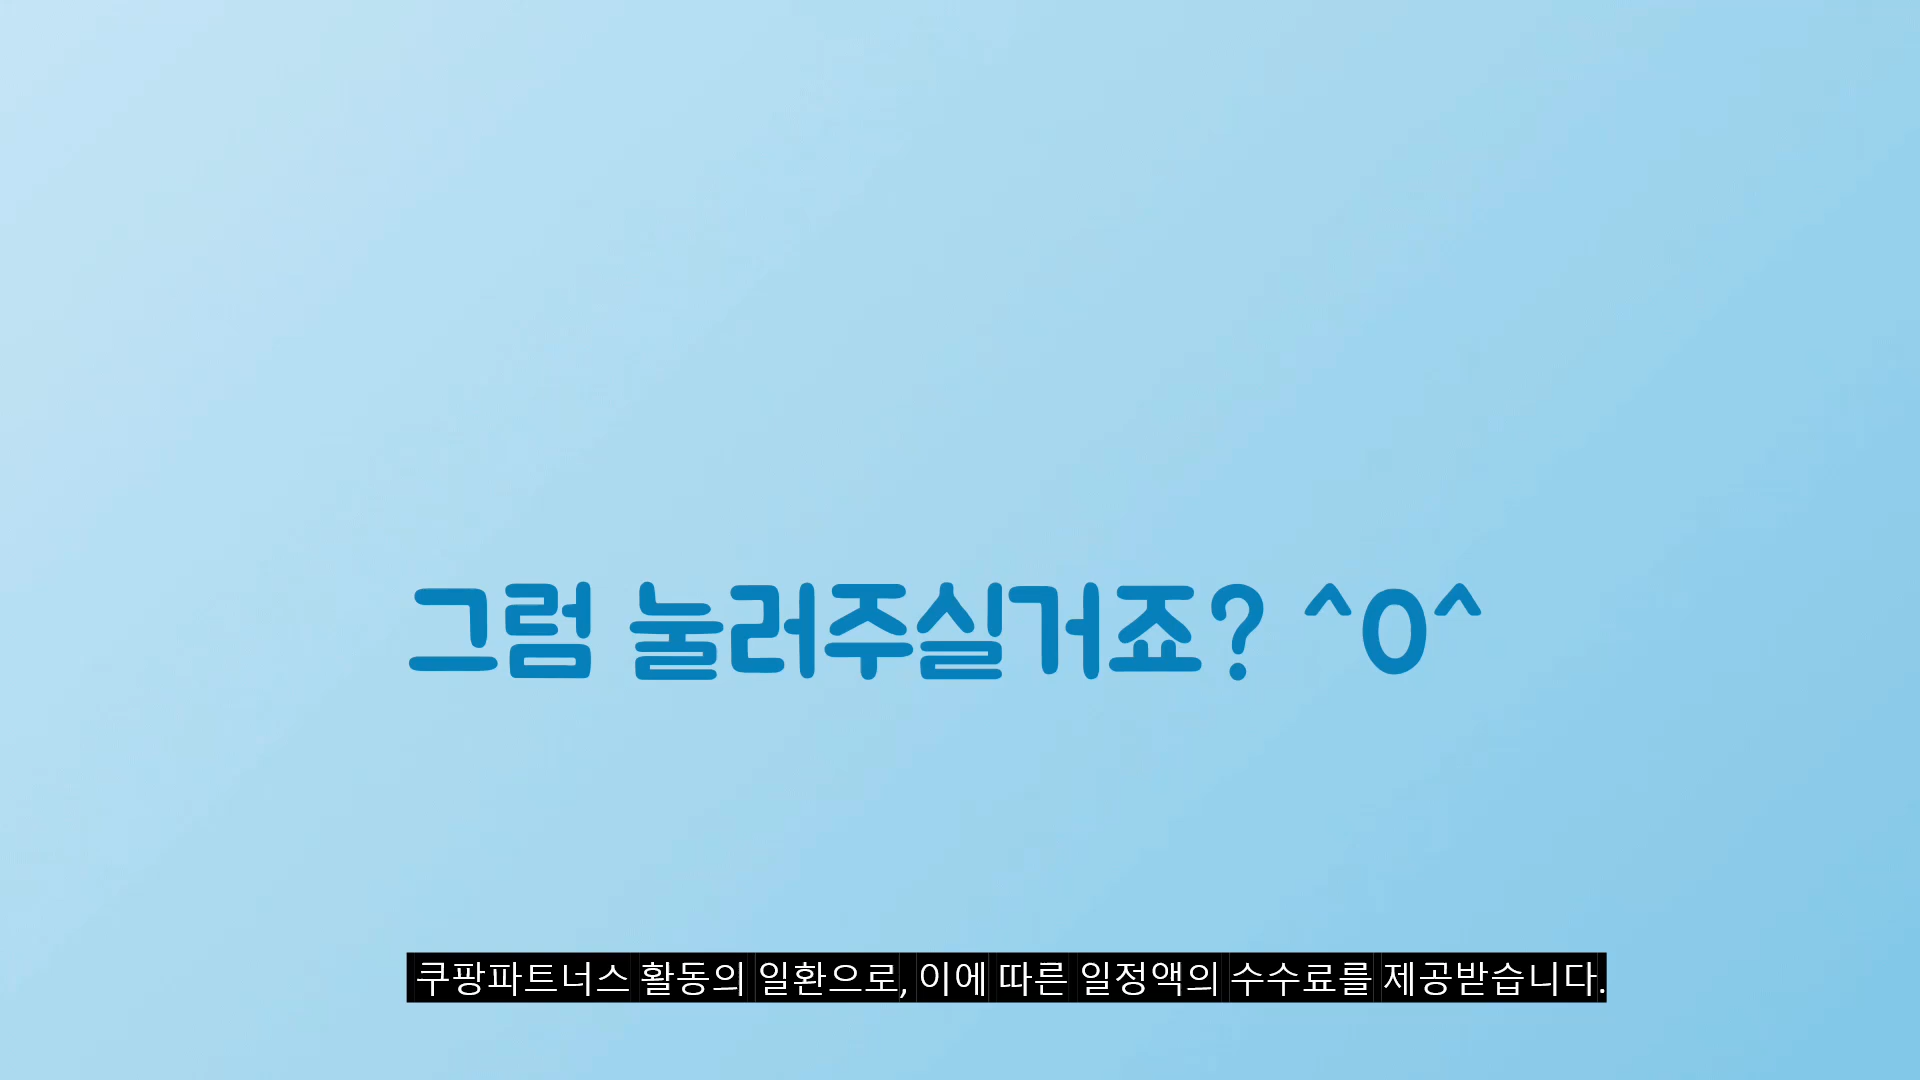 그럼 눌러주실거죠? ^0^
쿠팡파트너스 활동의 일환으로, 이에 따른 일정액의 수수료를 제공받습니다.